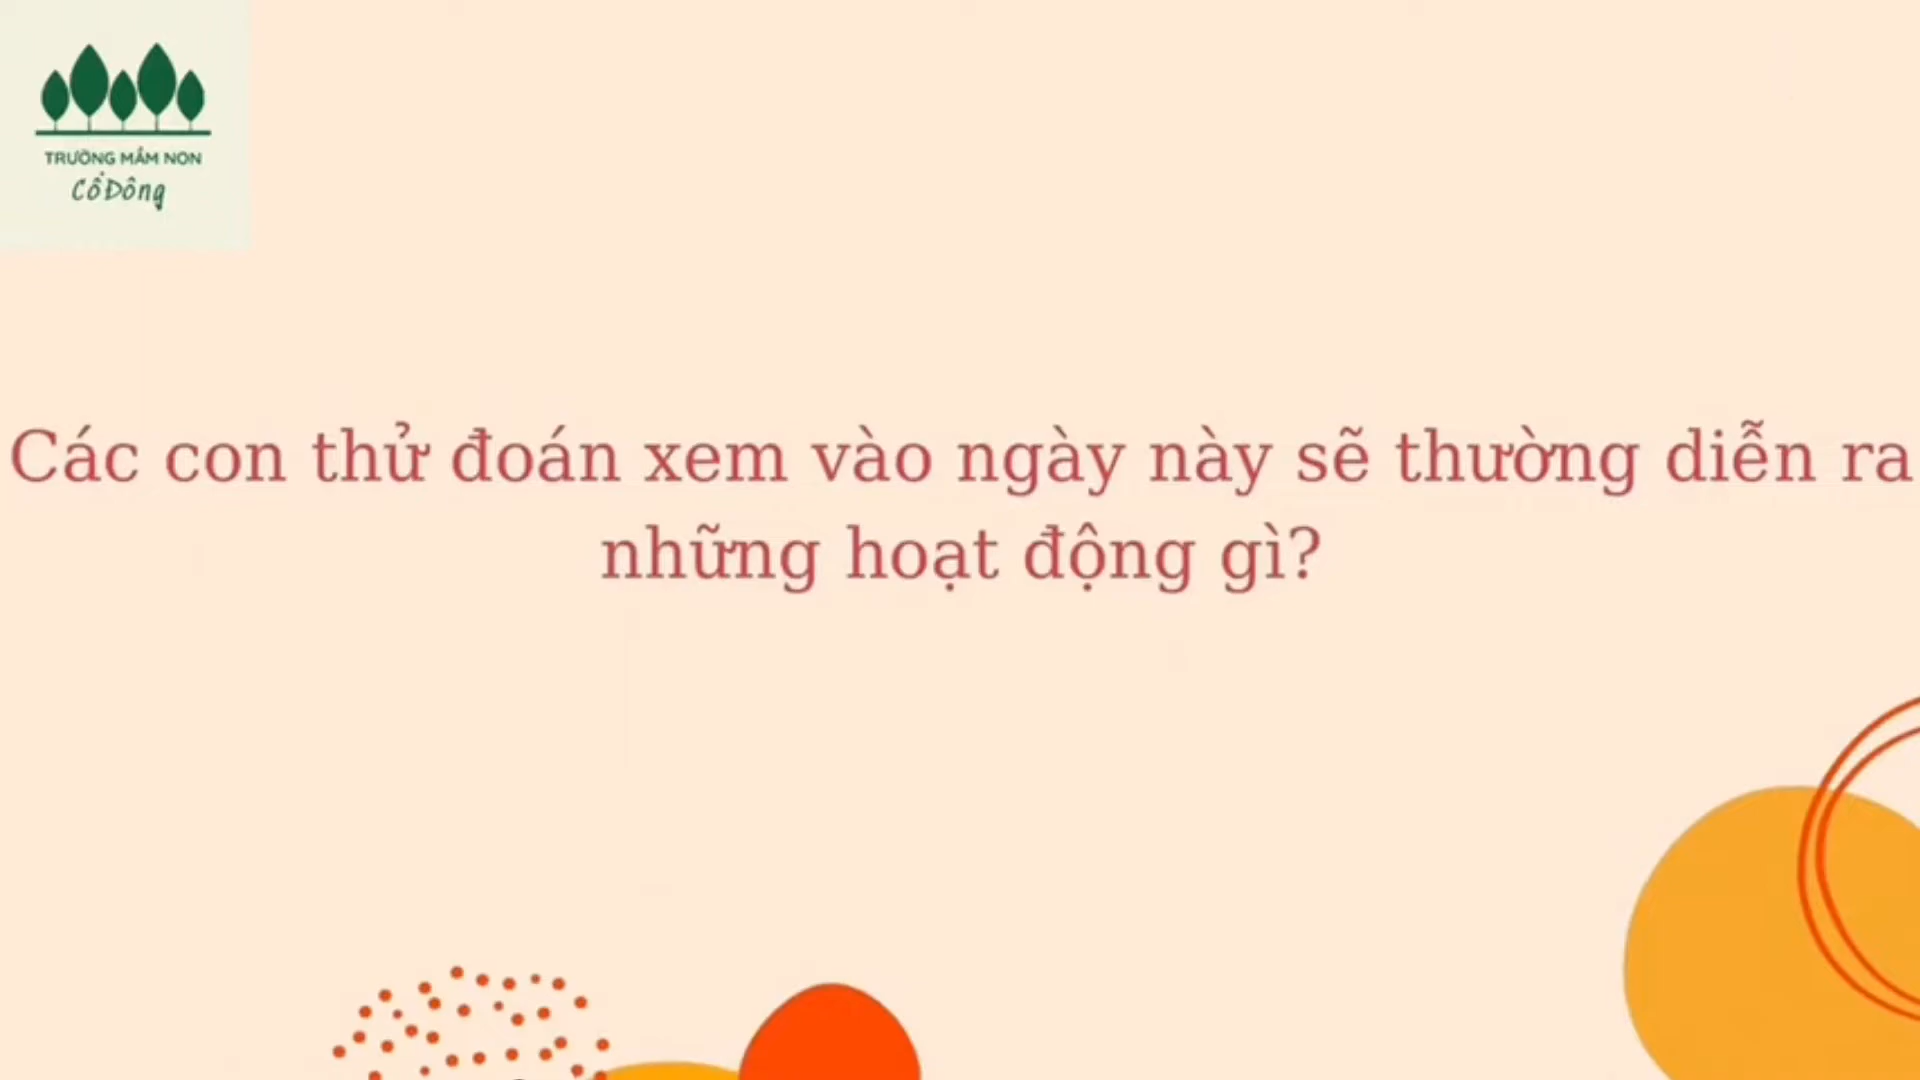 TRƯỜNG MẦM NON
Cổ Đông
Các con thử đoán xem vào ngày này sẽ thường diễn ra
những hoạt động gì?